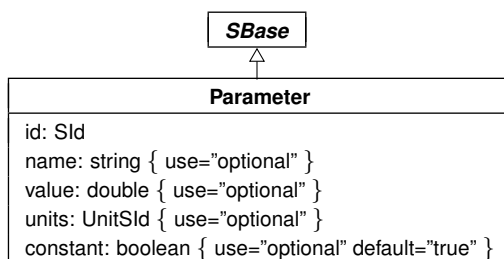 SBase
Parameter
id: SId
name: string { use=”optional” }
value: double { use=”optional” }
units: UnitSId { use=”optional” }
constant: boolean { use=”optional” default=”true” }